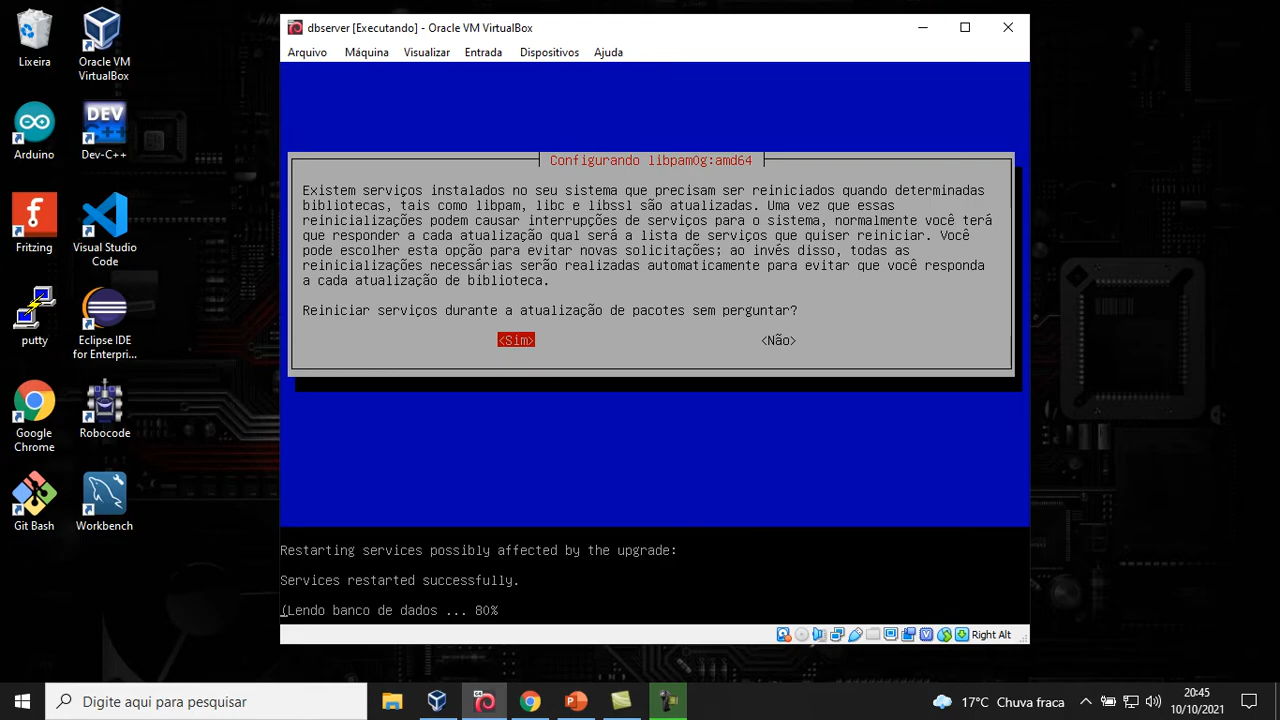 dbserver [Executando] - Oracle VM VirtualBox
Arquivo Máquina Visualizar Entrada Dispositivos Ajuda
Lixeira
Oracle VM
VirtualBox
Arduino
DEV
C++
Dev-C++
Fritzing
Visual Studio
Code
putty
Eclipse IDE
for Enterpri...
Google
Chrome
Robocode
Git Bash
Workbench
Configurando libpam0g:amd64
Existem serviços instalados no seu sistema que precisam ser reiniciados quando determinadas
bibliotecas, tais como libpam, libc e libssl são atualizadas. Uma vez que essas
reinicializações podem causar interrupções de serviços para o sistema, normalmente você terá
que responder a cada atualização qual será a lista de serviços que quiser reiniciar. Você
pode escolher esta opção para evitar novas solicitações; ao invés disso, todas as
reinicializações necessárias serão realizadas automaticamente para evitar que você responda
a cada atualização de biblioteca.
Reiniciar serviços durante a atualização de pacotes sem perguntar?
<Sim> <Não>
Restarting services possibly affected by the upgrade:
Services restarted successfully.
(Lendo banco de dados ... 80%
Right Alt
Digite aqui para pesquisar
17°C Chuva fraca
20:45
10/10/2021